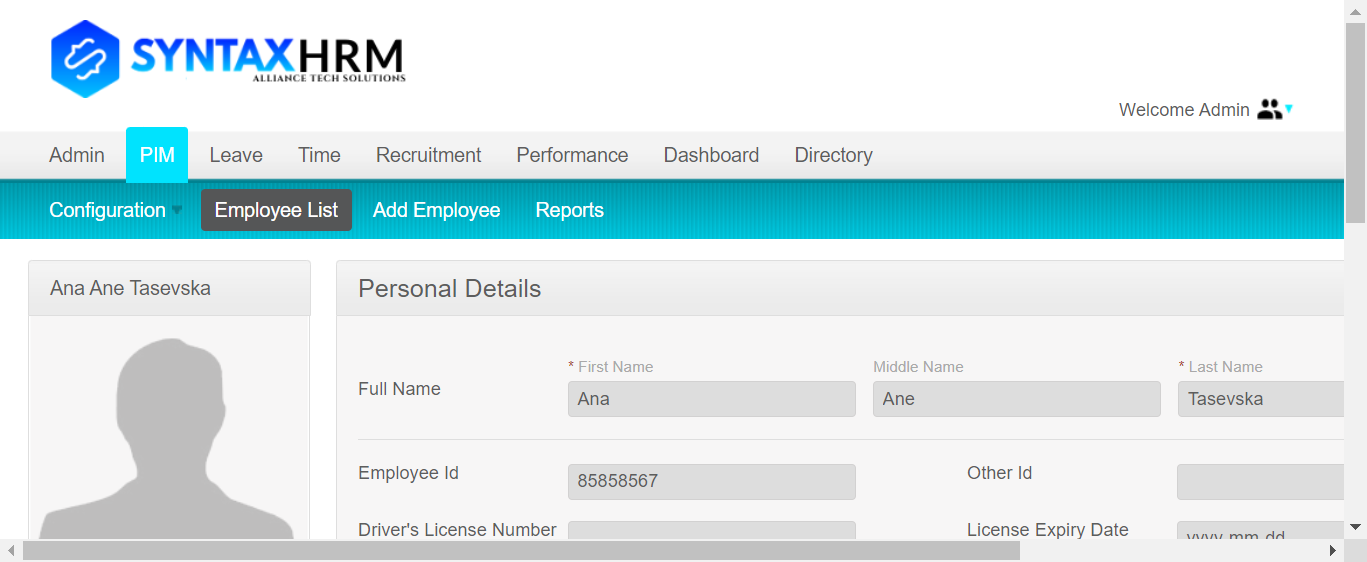 SYNTAXHRM
ALLIANCE TECH SOLUTIONS
Welcome Admin
Admin PIM Leave Time Recruitment Performance Dashboard Directory
Configuration Employee List Add Employee Reports
Ana Ane Tasevska
Personal Details
* First Name Middle Name * Last Name
Full Name Ana Ane Tasevska
Employee Id 85858567 Other Id
Driver's License Number License Expiry Date yyyy-mm-dd